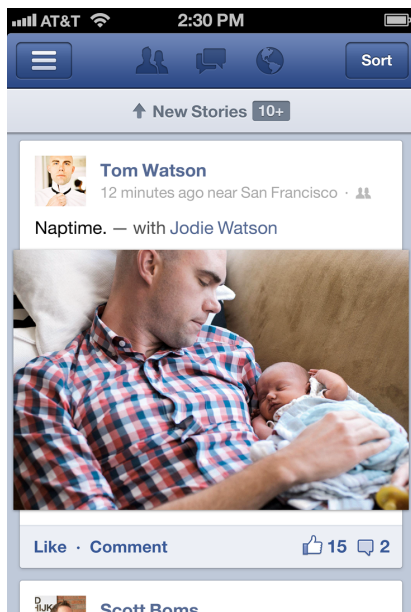 AT&T 2:30 PM
Sort
New Stories 10+
Tom Watson
12 minutes ago near San Francisco ·
Naptime. — with Jodie Watson
Like · Comment 15 2
Scott Boms